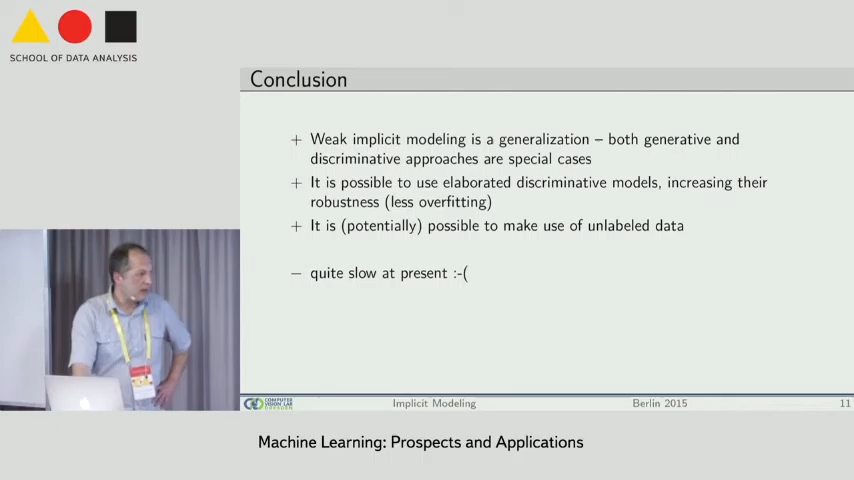 SCHOOL OF DATA ANALYSIS
Conclusion
+ Weak implicit modeling is a generalization – both generative and
discriminative approaches are special cases
+ It is possible to use elaborated discriminative models, increasing their
robustness (less overfitting)
+ It is (potentially) possible to make use of unlabeled data
− quite slow at present :-(
COMPUTER
VISION LAB
DRESDEN
Implicit Modeling
Berlin 2015
11
Machine Learning: Prospects and Applications